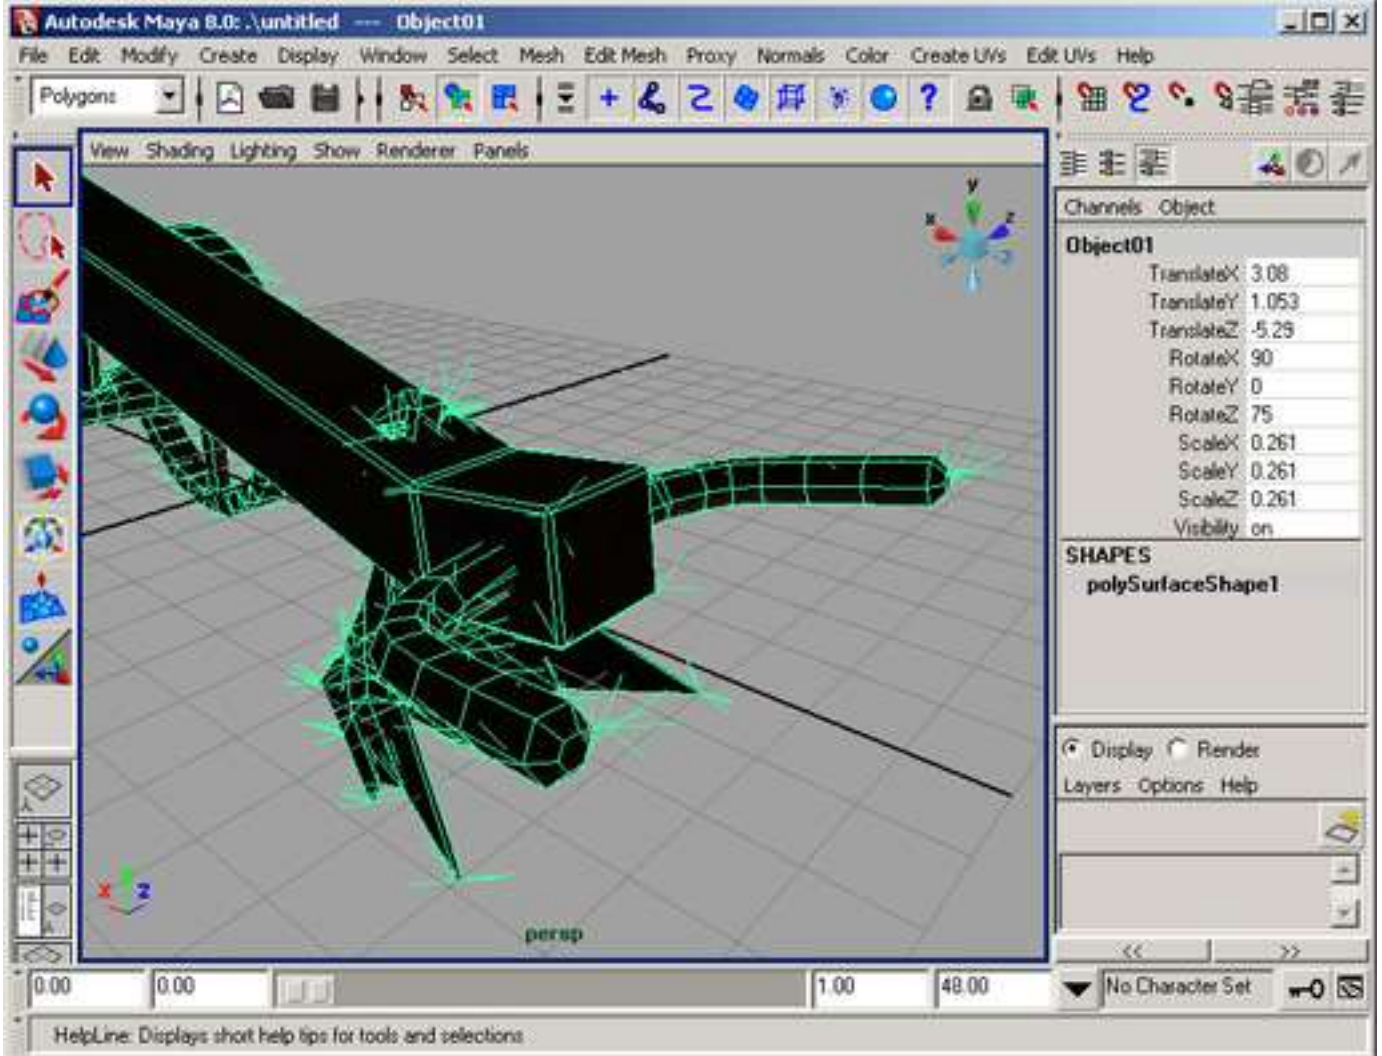 Autodesk Maya 8.0: .\untitled --- Object01
File Edit Modify Create Display Window Select Mesh Edit Mesh Proxy Normals Color Create UVs Edit UVs Help
Polygons
View Shading Lighting Show Renderer Panels
Channels Object
Object01
TranslateX 3.08
TranslateY 1.053
TranslateZ -5.29
RotateX 90
RotateY 0
RotateZ 75
ScaleX 0.261
ScaleY 0.261
ScaleZ 0.261
Visibility on
SHAPES
polySurfaceShape1
y
x z
Display Render
Layers Options Help
x y z
persp
<< >>
0.00 0.00 1.00 48.00 No Character Set
HelpLine: Displays short help tips for tools and selections